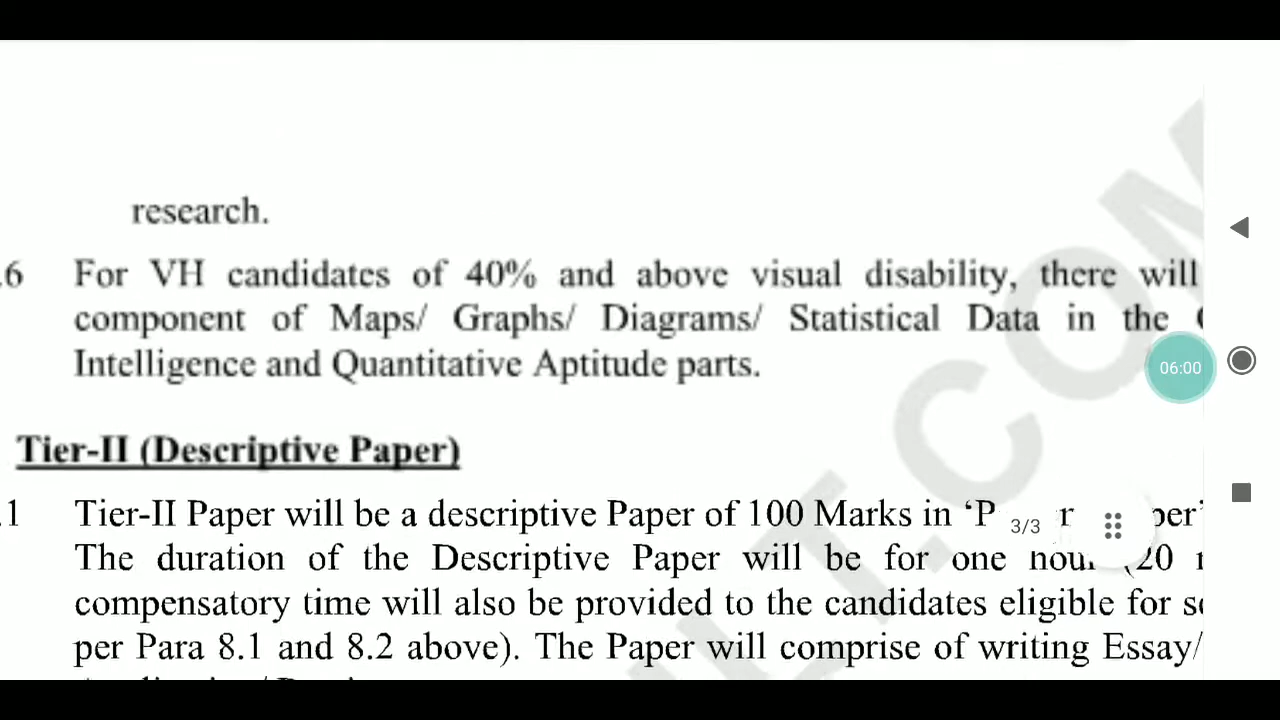 research.
.6 For VH candidates of 40% and above visual disability, there will
component of Maps/ Graphs/ Diagrams/ Statistical Data in the
Intelligence and Quantitative Aptitude parts.
06:00
Tier-II (Descriptive Paper)
.1 Tier-II Paper will be a descriptive Paper of 100 Marks in ‘P
3/3
The duration of the Descriptive Paper will be for one hour (20
compensatory time will also be provided to the candidates eligible for
per Para 8.1 and 8.2 above). The Paper will comprise of writing Essay/
LT.COM